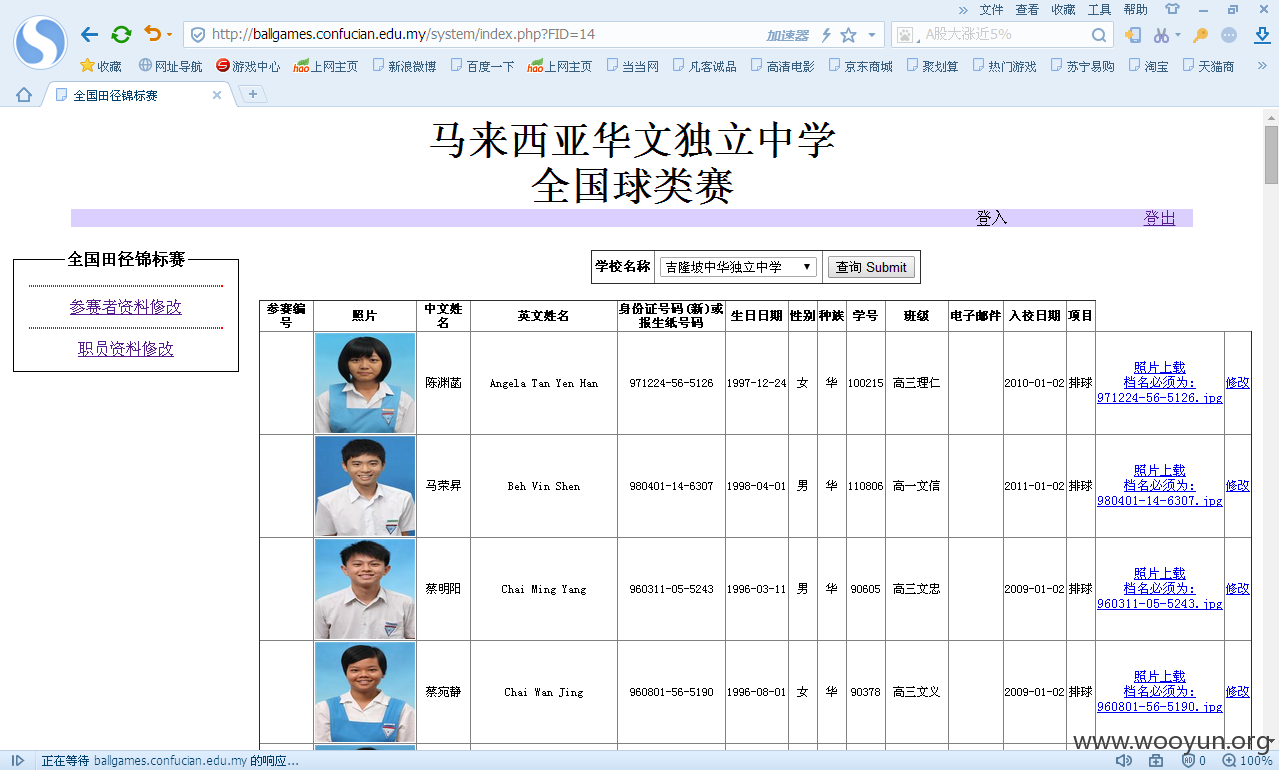 文件 查看 收藏 工具 帮助
http://ballgames.confucian.edu.my/system/index.php?FID=14 加速器 A股大涨近5%
收藏 网址导航 游戏中心 hao上网主页 新浪微博 百度一下 hao上网主页 当当网 凡客诚品 高清电影 京东商城 聚划算 热门游戏 苏宁易购 淘宝 天猫商
全国田径锦标赛
马来西亚华文独立中学
全国球类赛
登入 登出
全国田径锦标赛
参赛者资料修改
职员资料修改
学校名称 吉隆坡中华独立中学 查询 Submit
参赛编号 照片 中文姓名 英文姓名 身份证号码(新)或报生纸号码 生日日期 性别 种族 学号 班级 电子邮件 入校日期 项目
陈渊菡 Angela Tan Yen Han 971224-56-5126 1997-12-24 女 华 100215 高三理仁 2010-01-02 排球 照片上载 档名必须为: 971224-56-5126.jpg 修改
马荣昇 Beh Vin Shen 980401-14-6307 1998-04-01 男 华 110806 高一文信 2011-01-02 排球 照片上载 档名必须为: 980401-14-6307.jpg 修改
蔡明阳 Chai Ming Yang 960311-05-5243 1996-03-11 男 华 90605 高三文忠 2009-01-02 排球 照片上载 档名必须为: 960311-05-5243.jpg 修改
蔡宛静 Chai Wan Jing 960801-56-5190 1996-08-01 女 华 90378 高三文义 2009-01-02 排球 照片上载 档名必须为: 960801-56-5190.jpg 修改
www.wooyun.org
正在等待 ballgames.confucian.edu.my 的响应... 0 100%